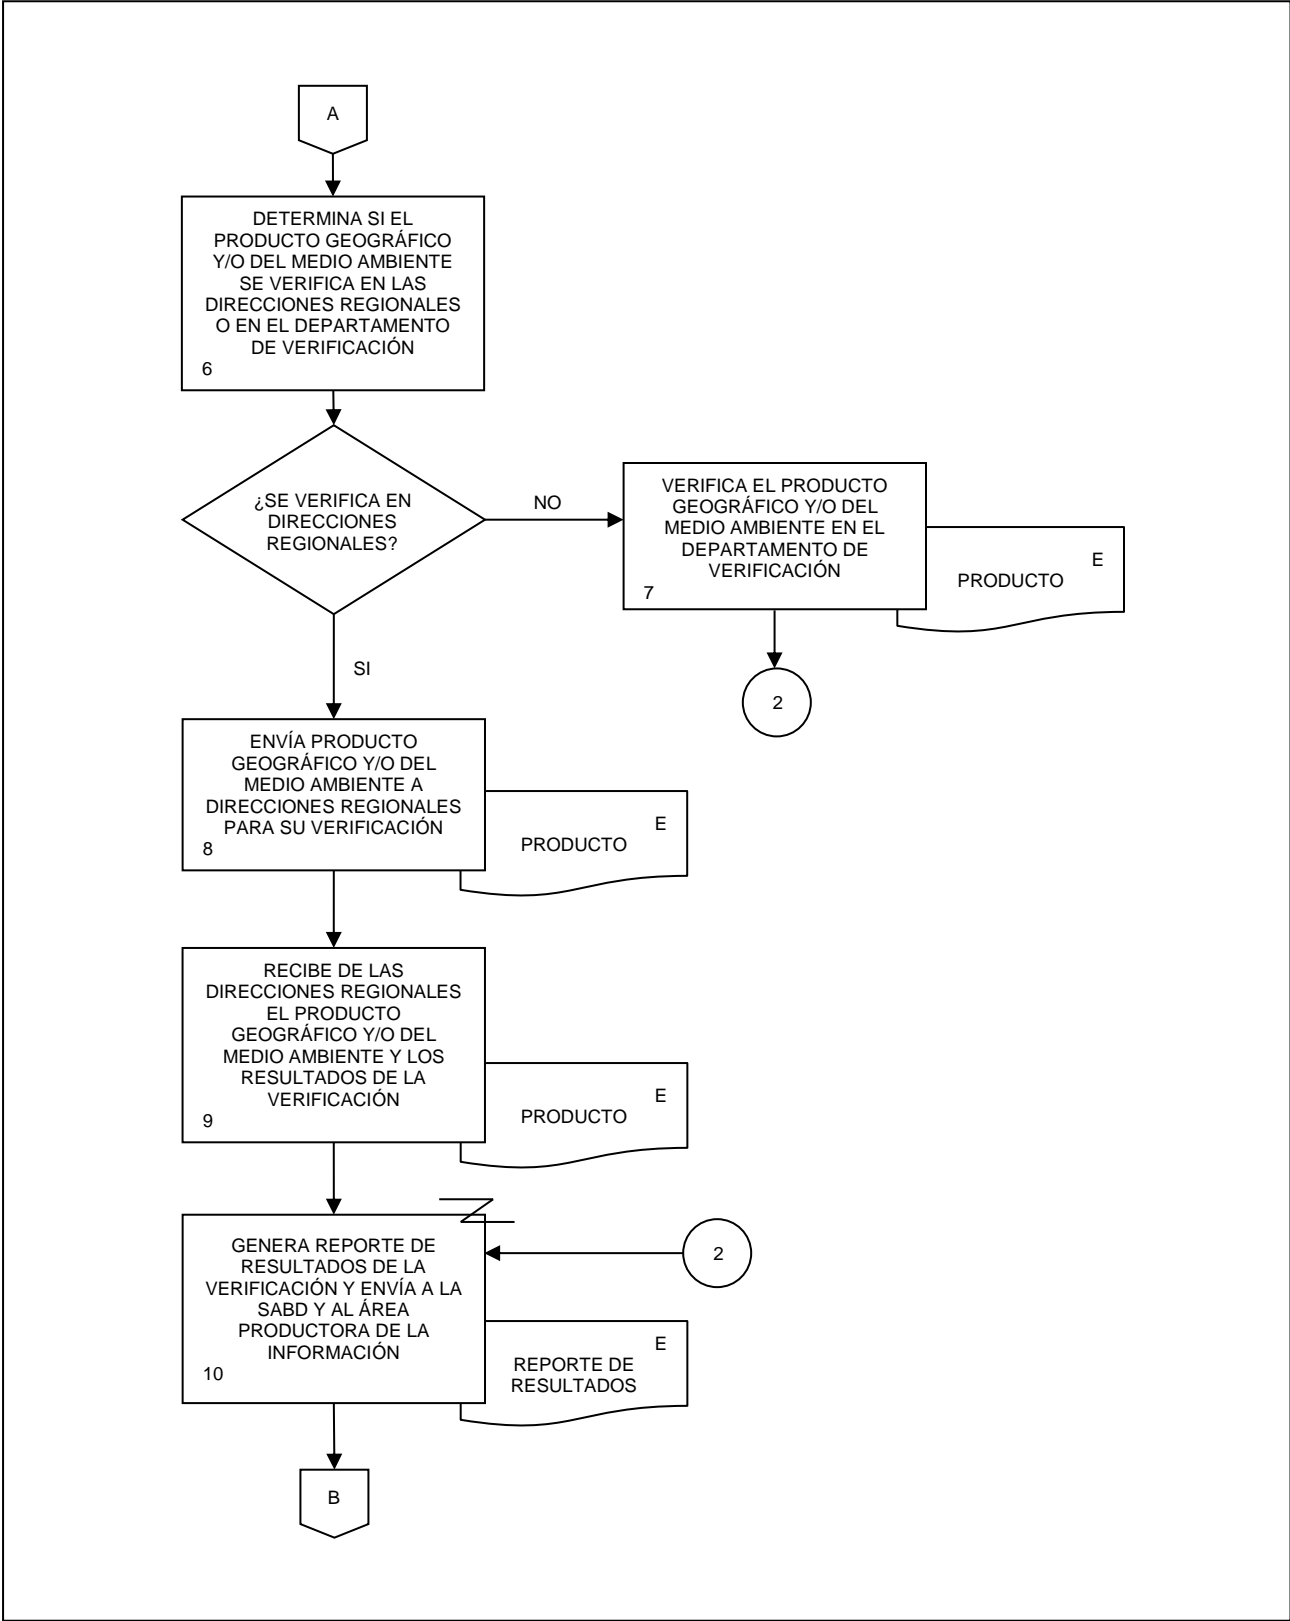 A
DETERMINA SI EL
PRODUCTO GEOGRÁFICO
Y/O DEL MEDIO AMBIENTE
SE VERIFICA EN LAS
DIRECCIONES REGIONALES
O EN EL DEPARTAMENTO
DE VERIFICACIÓN
6
¿SE VERIFICA EN
DIRECCIONES
REGIONALES?
NO
VERIFICA EL PRODUCTO
GEOGRÁFICO Y/O DEL
MEDIO AMBIENTE EN EL
DEPARTAMENTO DE
VERIFICACIÓN
7
E
PRODUCTO
2
SI
ENVÍA PRODUCTO
GEOGRÁFICO Y/O DEL
MEDIO AMBIENTE A
DIRECCIONES REGIONALES
PARA SU VERIFICACIÓN
8
E
PRODUCTO
RECIBE DE LAS
DIRECCIONES REGIONALES
EL PRODUCTO
GEOGRÁFICO Y/O DEL
MEDIO AMBIENTE Y LOS
RESULTADOS DE LA
VERIFICACIÓN
9
E
PRODUCTO
GENERA REPORTE DE
RESULTADOS DE LA
VERIFICACIÓN Y ENVÍA A LA
SABD Y AL ÁREA
PRODUCTORA DE LA
INFORMACIÓN
10
2
E
REPORTE DE
RESULTADOS
B